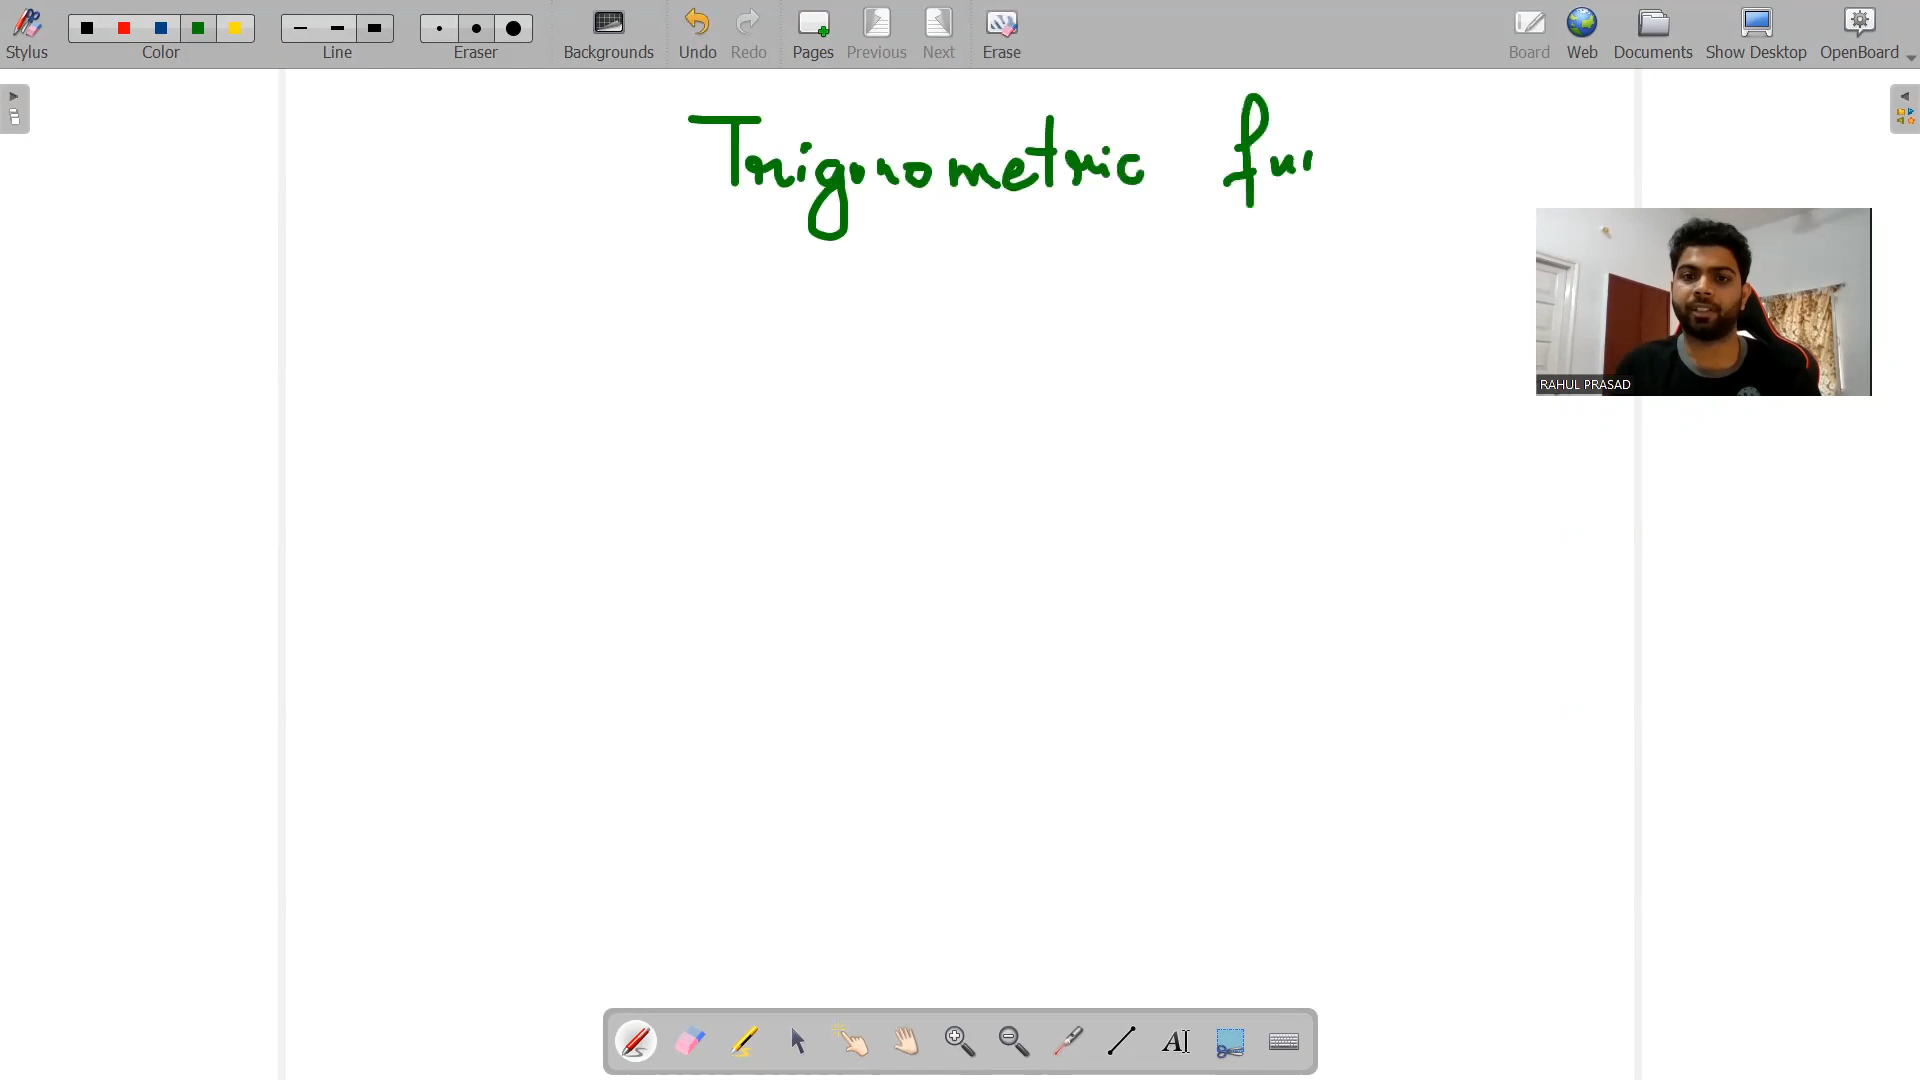 Stylus Color Line Eraser Backgrounds Undo Redo Pages Previous Next Erase Board Web Documents Show Desktop OpenBoard
Trigonometric fun
RAHUL PRASAD